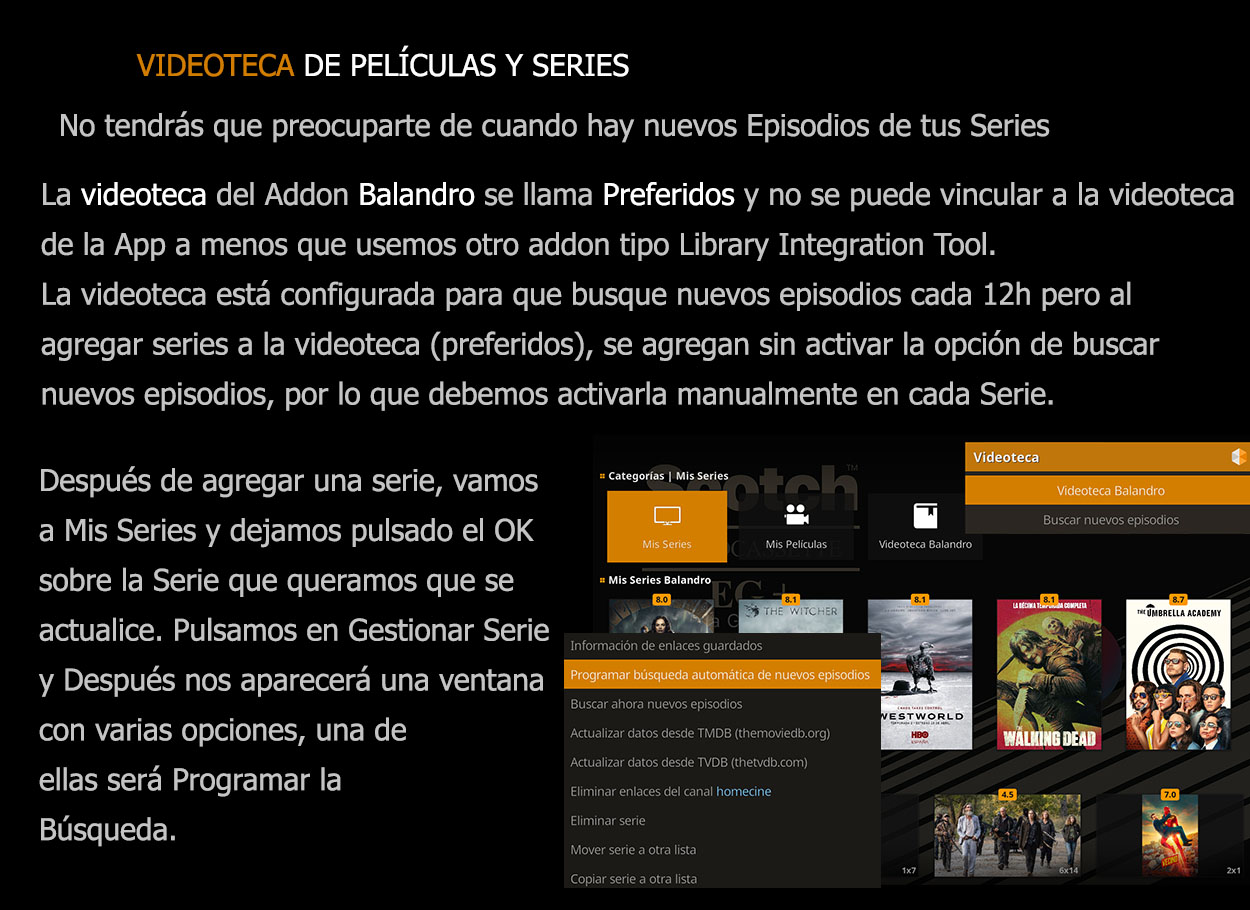 VIDEOTECA DE PELÍCULAS Y SERIES
No tendrás que preocuparte de cuando hay nuevos Episodios de tus Series
La videoteca del Addon Balandro se llama Preferidos y no se puede vincular a la videoteca
de la App a menos que usemos otro addon tipo Library Integration Tool.
La videoteca está configurada para que busque nuevos episodios cada 12h pero al
agregar series a la videoteca (preferidos), se agregan sin activar la opción de buscar
nuevos episodios, por lo que debemos activarla manualmente en cada Serie.
Después de agregar una serie, vamos
a Mis Series y dejamos pulsado el OK
sobre la Serie que queramos que se
actualice. Pulsamos en Gestionar Serie
y Después nos aparecerá una ventana
con varias opciones, una de
ellas será Programar la
Búsqueda.
Scotch™
EG +
Categorías | Mis Series
Mis Series
Mis Películas
Videoteca Balandro
Videoteca
Videoteca Balandro
Buscar nuevos episodios
Mis Series Balandro
8.0
8.1
8.1
8.1
8.7
THE WITCHER
CHAOS TAKES CONTROL
WESTWORLD
HBO
ESPAÑA
LA DÉCIMA TEMPORADA COMPLETA
WALKING DEAD
THE UMBRELLA ACADEMY
Información de enlaces guardados
Programar búsqueda automática de nuevos episodios
Buscar ahora nuevos episodios
Actualizar datos desde TMDB (themoviedb.org)
Actualizar datos desde TVDB (thetvdb.com)
Eliminar enlaces del canal homecine
Eliminar serie
Mover serie a otra lista
Copiar serie a otra lista
4.5
7.0
1x7
6x14
2x1